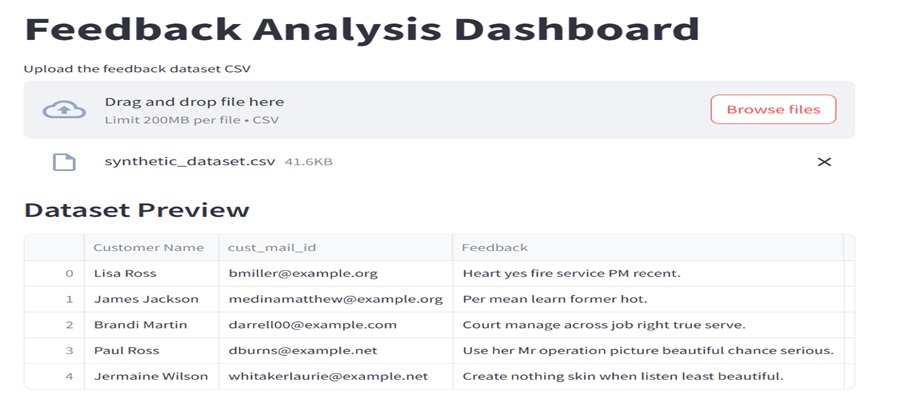 Feedback Analysis Dashboard
Upload the feedback dataset CSV
Drag and drop file here
Limit 200MB per file • CSV
Browse files
synthetic_dataset.csv 41.6KB
Dataset Preview
Customer Name cust_mail_id Feedback
0 Lisa Ross bmiller@example.org Heart yes fire service PM recent.
1 James Jackson medinamatthew@example.org Per mean learn former hot.
2 Brandi Martin darrell00@example.com Court manage across job right true serve.
3 Paul Ross dburns@example.net Use her Mr operation picture beautiful chance serious.
4 Jermaine Wilson whitakerlaurie@example.net Create nothing skin when listen least beautiful.